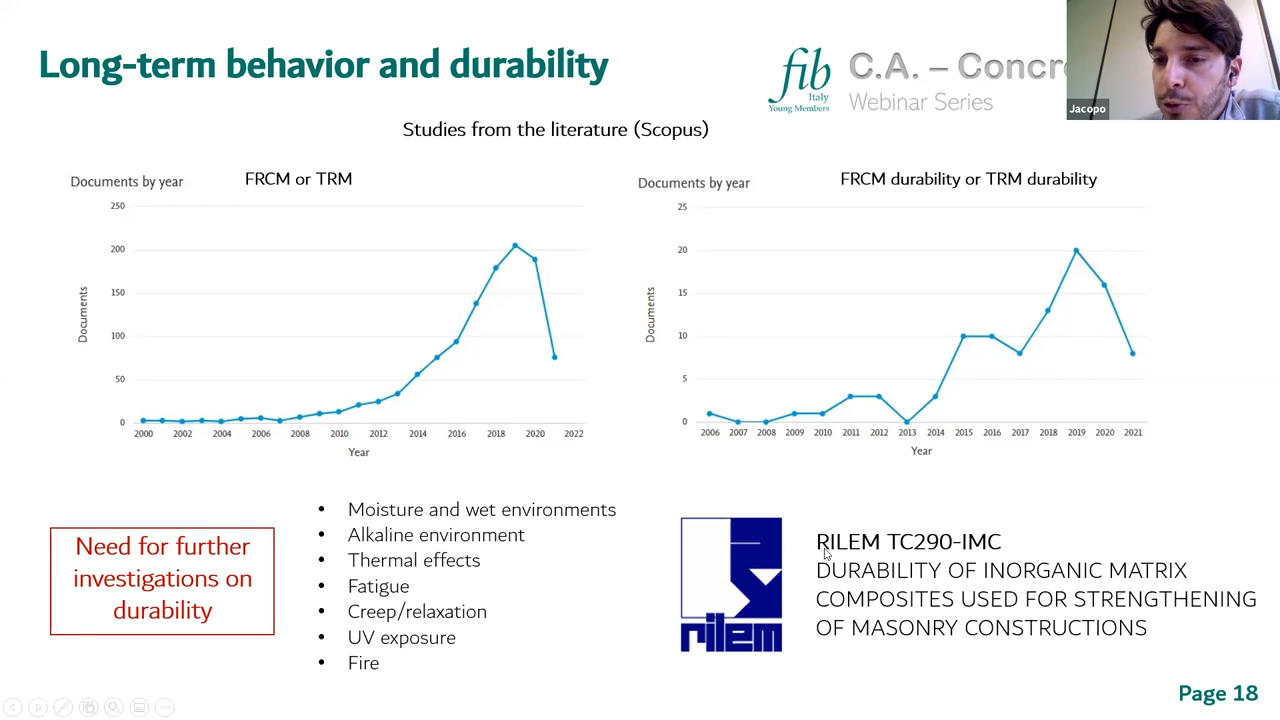 Long-term behavior and durability
fib
Italy
Young Members
C.A. – Concr
Webinar Series
Jacopo
Studies from the literature (Scopus)
Documents by year
FRCM or TRM
250
200
150
100
50
0
Documents
2000 2002 2004 2006 2008 2010 2012 2014 2016 2018 2020 2022
Year
Documents by year
FRCM durability or TRM durability
25
20
15
10
5
0
Documents
2006 2007 2008 2009 2010 2011 2012 2013 2014 2015 2016 2017 2018 2019 2020 2021
Year
Need for further
investigations on
durability
• Moisture and wet environments
• Alkaline environment
• Thermal effects
• Fatigue
• Creep/relaxation
• UV exposure
• Fire
rilem
RILEM TC290-IMC
DURABILITY OF INORGANIC MATRIX
COMPOSITES USED FOR STRENGTHENING
OF MASONRY CONSTRUCTIONS
Page 18